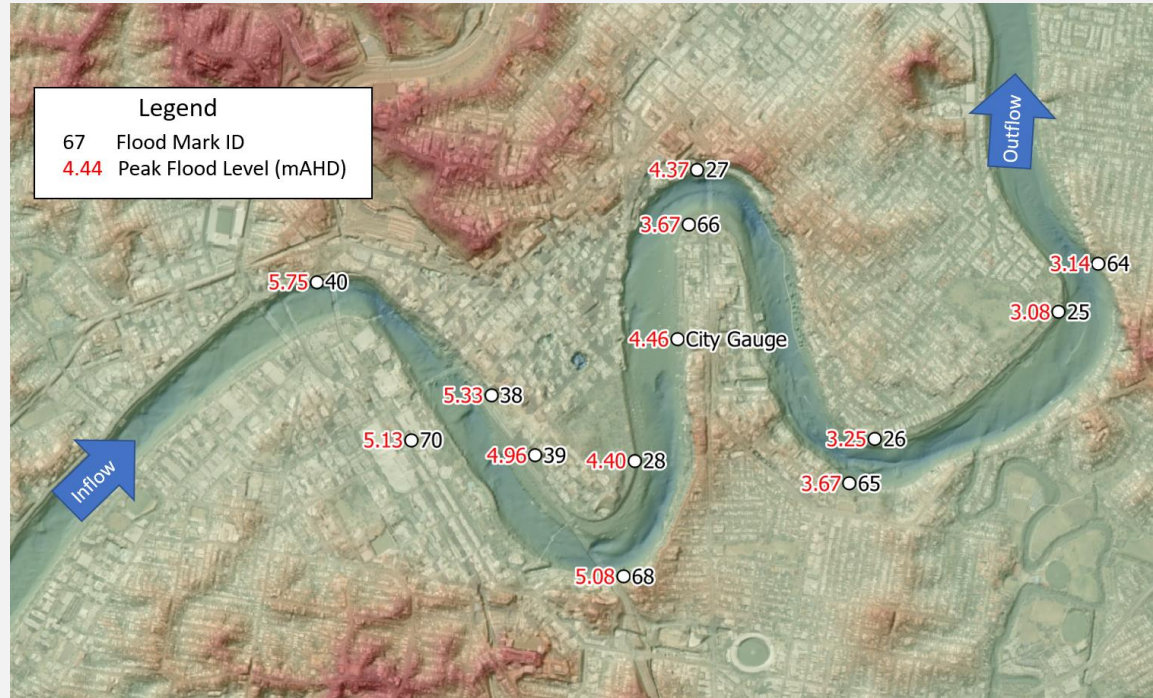 Legend
67 Flood Mark ID
4.44 Peak Flood Level (mAHD)
Outflow
4.37 27
3.67 66
3.14 64
5.75 40
3.08 25
4.46 City Gauge
5.33 38
5.13 70
3.25 26
4.96 39
4.40 28
Inflow
3.67 65
5.08 68